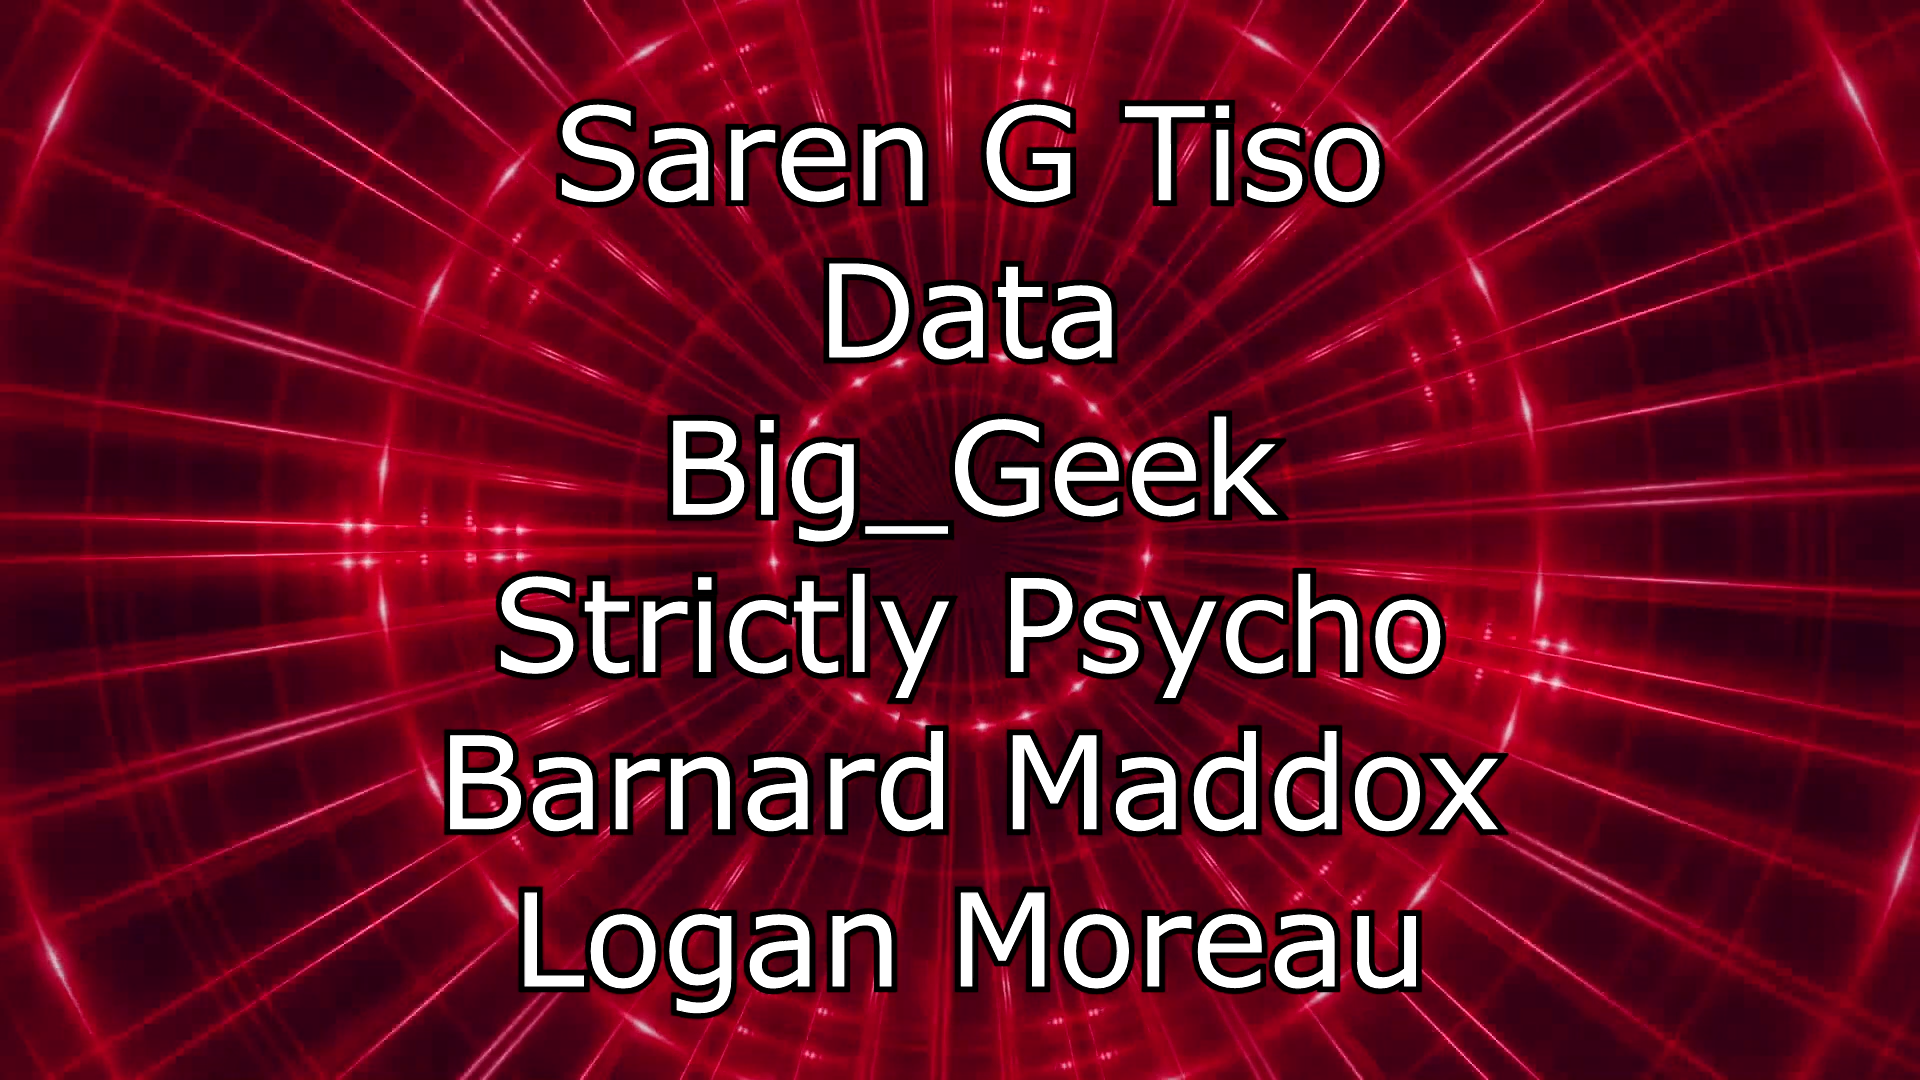 Saren G Tiso
Data
Big_Geek
Strictly Psycho
Barnard Maddox
Logan Moreau